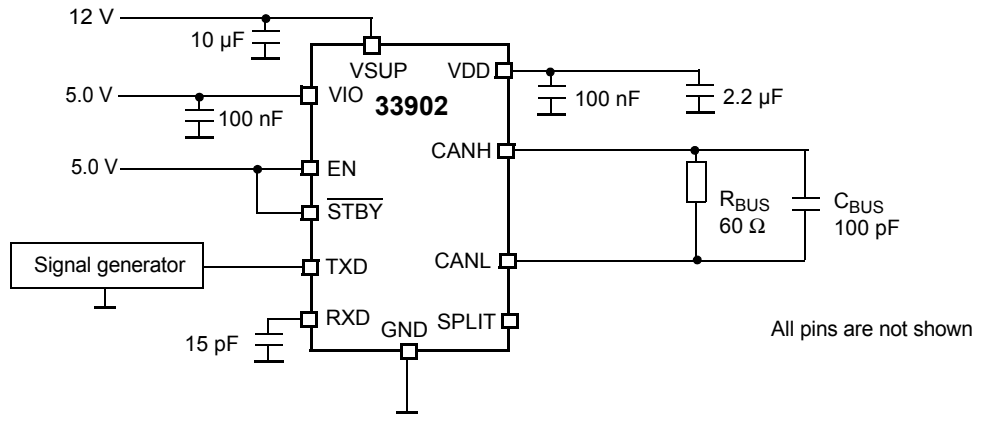 12 V
10 µF
VSUP
VDD
5.0 V
VIO
33902
100 nF
100 nF
2.2 µF
CANH
5.0 V
EN
STBY
RBUS
60 Ω
CBUS
100 pF
Signal generator
TXD
CANL
RXD
GND
SPLIT
15 pF
All pins are not shown